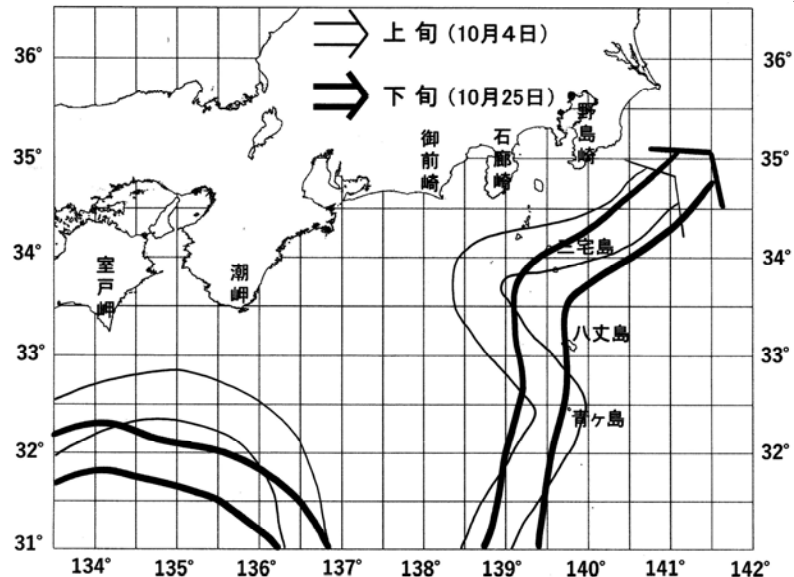 上 旬 (10月4日)
下 旬 (10月25日)
36°
36°
35°
35°
34°
34°
33°
33°
32°
32°
31°
31°
御前崎
石廊崎
野島崎
室戸岬
潮岬
三宅島
八丈島
青ヶ島
134° 135° 136° 137° 138° 139° 140° 141° 142°